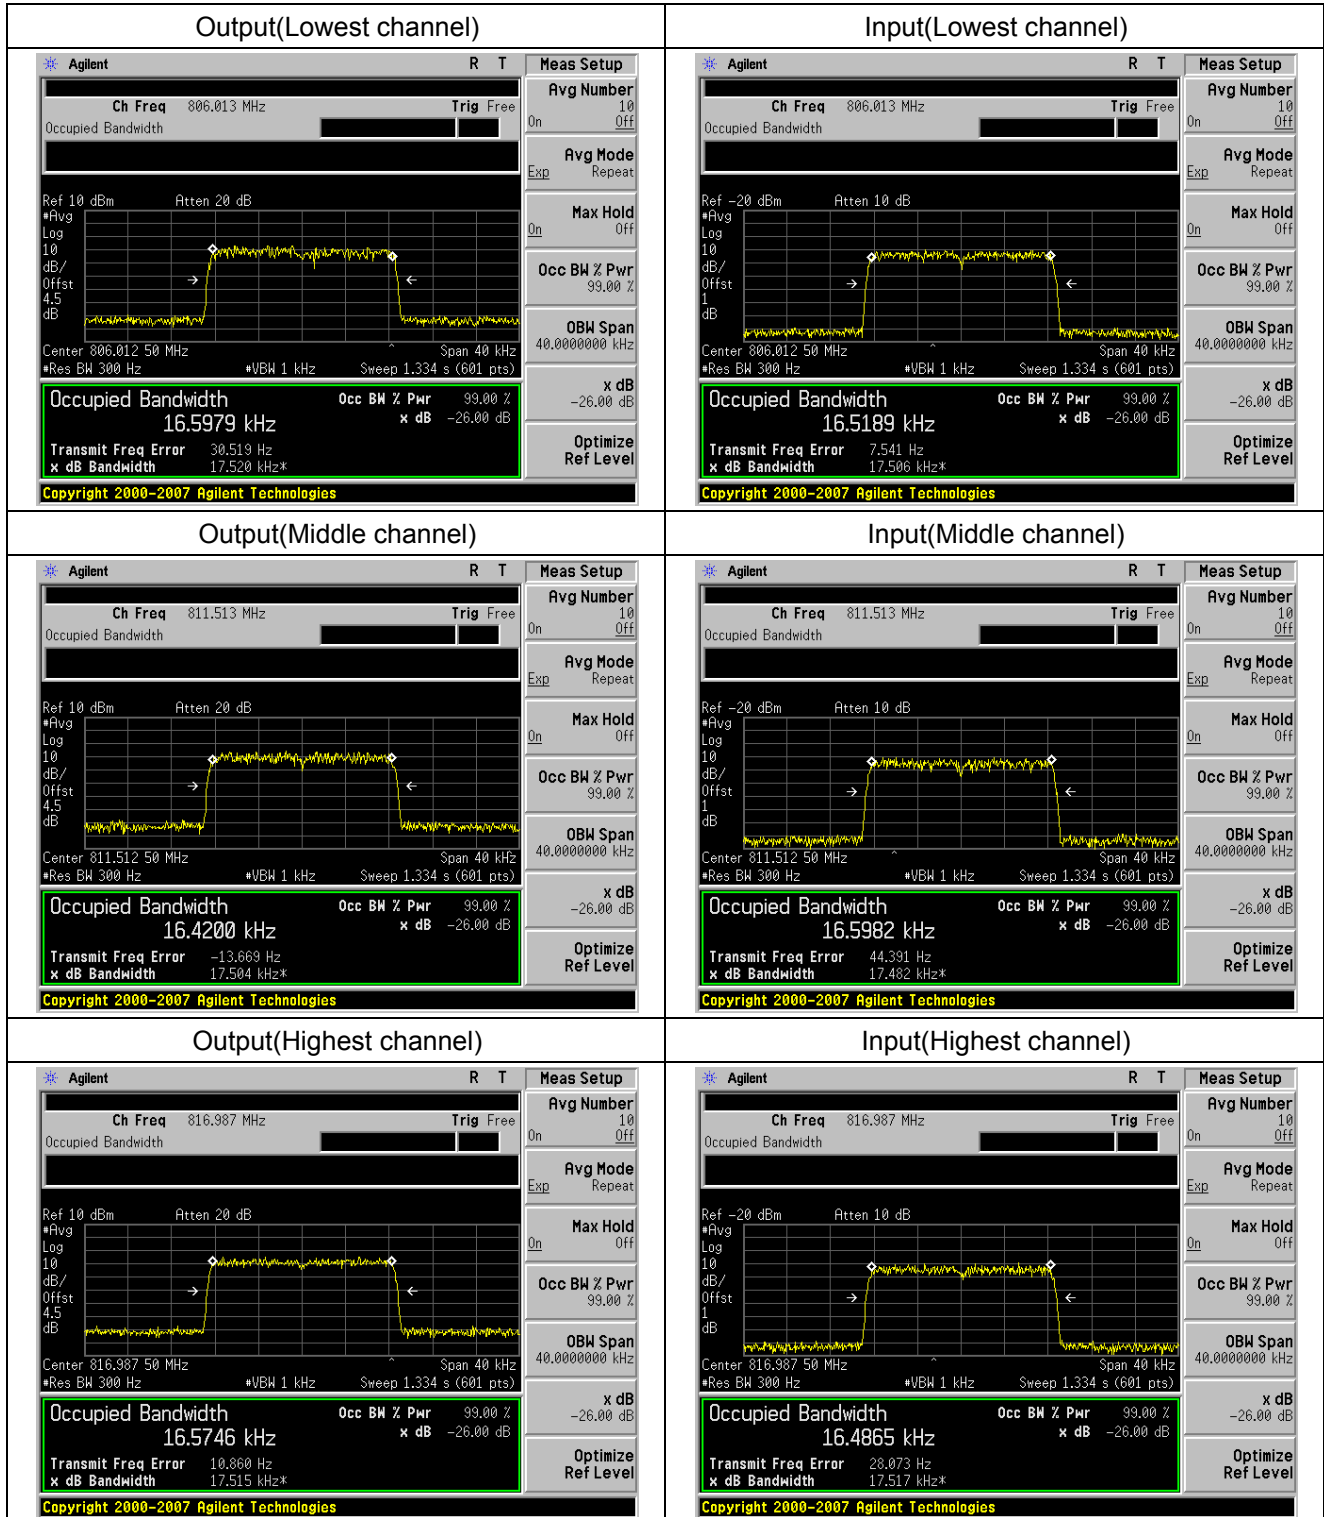 Output(Lowest channel)
Agilent R T Meas Setup
Ch Freq 806.013 MHz Trig Free
Occupied Bandwidth
Avg Number
10
On Off
Avg Mode
Exp Repeat
Ref 10 dBm Atten 20 dB
#Avg
Log
10
dB/
Offst
4.5
dB
Max Hold
On Off
Occ BW % Pwr
99.00 %
OBW Span
40.0000000 kHz
Center 806.012 50 MHz Span 40 kHz
#Res BW 300 Hz #VBW 1 kHz Sweep 1.334 s (601 pts)
Occupied Bandwidth Occ BW % Pwr 99.00 %
16.5979 kHz x dB -26.00 dB
Transmit Freq Error 30.519 Hz
x dB Bandwidth 17.520 kHz*
x dB
-26.00 dB
Optimize
Ref Level
Copyright 2000-2007 Agilent Technologies
Input(Lowest channel)
Agilent R T Meas Setup
Ch Freq 806.013 MHz Trig Free
Occupied Bandwidth
Avg Number
10
On Off
Avg Mode
Exp Repeat
Ref -20 dBm Atten 10 dB
#Avg
Log
10
dB/
Offst
1
dB
Max Hold
On Off
Occ BW % Pwr
99.00 %
OBW Span
40.0000000 kHz
Center 806.012 50 MHz Span 40 kHz
#Res BW 300 Hz #VBW 1 kHz Sweep 1.334 s (601 pts)
Occupied Bandwidth Occ BW % Pwr 99.00 %
16.5189 kHz x dB -26.00 dB
Transmit Freq Error 7.541 Hz
x dB Bandwidth 17.506 kHz*
x dB
-26.00 dB
Optimize
Ref Level
Copyright 2000-2007 Agilent Technologies
Output(Middle channel)
Agilent R T Meas Setup
Ch Freq 811.513 MHz Trig Free
Occupied Bandwidth
Avg Number
10
On Off
Avg Mode
Exp Repeat
Ref 10 dBm Atten 20 dB
#Avg
Log
10
dB/
Offst
4.5
dB
Max Hold
On Off
Occ BW % Pwr
99.00 %
OBW Span
40.0000000 kHz
Center 811.512 50 MHz Span 40 kHz
#Res BW 300 Hz #VBW 1 kHz Sweep 1.334 s (601 pts)
Occupied Bandwidth Occ BW % Pwr 99.00 %
16.4200 kHz x dB -26.00 dB
Transmit Freq Error -13.669 Hz
x dB Bandwidth 17.504 kHz*
x dB
-26.00 dB
Optimize
Ref Level
Copyright 2000-2007 Agilent Technologies
Input(Middle channel)
Agilent R T Meas Setup
Ch Freq 811.513 MHz Trig Free
Occupied Bandwidth
Avg Number
10
On Off
Avg Mode
Exp Repeat
Ref -20 dBm Atten 10 dB
#Avg
Log
10
dB/
Offst
1
dB
Max Hold
On Off
Occ BW % Pwr
99.00 %
OBW Span
40.0000000 kHz
Center 811.512 50 MHz Span 40 kHz
#Res BW 300 Hz #VBW 1 kHz Sweep 1.334 s (601 pts)
Occupied Bandwidth Occ BW % Pwr 99.00 %
16.5982 kHz x dB -26.00 dB
Transmit Freq Error 44.391 Hz
x dB Bandwidth 17.482 kHz*
x dB
-26.00 dB
Optimize
Ref Level
Copyright 2000-2007 Agilent Technologies
Output(Highest channel)
Agilent R T Meas Setup
Ch Freq 816.987 MHz Trig Free
Occupied Bandwidth
Avg Number
10
On Off
Avg Mode
Exp Repeat
Ref 10 dBm Atten 20 dB
#Avg
Log
10
dB/
Offst
4.5
dB
Max Hold
On Off
Occ BW % Pwr
99.00 %
OBW Span
40.0000000 kHz
Center 816.987 50 MHz Span 40 kHz
#Res BW 300 Hz #VBW 1 kHz Sweep 1.334 s (601 pts)
Occupied Bandwidth Occ BW % Pwr 99.00 %
16.5746 kHz x dB -26.00 dB
Transmit Freq Error 10.860 Hz
x dB Bandwidth 17.515 kHz*
x dB
-26.00 dB
Optimize
Ref Level
Copyright 2000-2007 Agilent Technologies
Input(Highest channel)
Agilent R T Meas Setup
Ch Freq 816.987 MHz Trig Free
Occupied Bandwidth
Avg Number
10
On Off
Avg Mode
Exp Repeat
Ref -20 dBm Atten 10 dB
#Avg
Log
10
dB/
Offst
1
dB
Max Hold
On Off
Occ BW % Pwr
99.00 %
OBW Span
40.0000000 kHz
Center 816.987 50 MHz Span 40 kHz
#Res BW 300 Hz #VBW 1 kHz Sweep 1.334 s (601 pts)
Occupied Bandwidth Occ BW % Pwr 99.00 %
16.4865 kHz x dB -26.00 dB
Transmit Freq Error 28.073 Hz
x dB Bandwidth 17.517 kHz*
x dB
-26.00 dB
Optimize
Ref Level
Copyright 2000-2007 Agilent Technologies